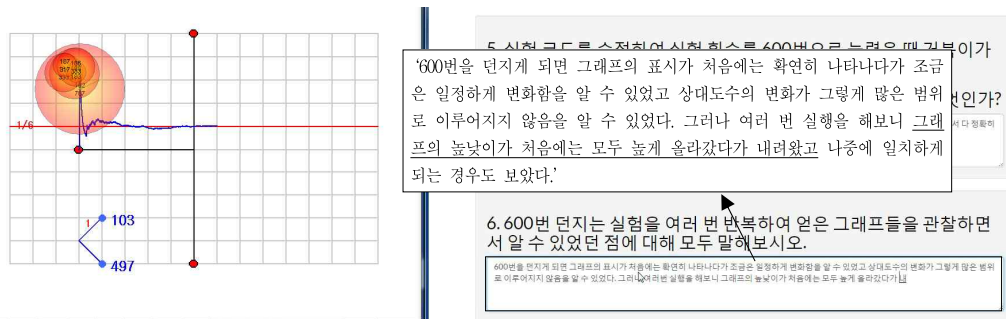 1/6
187
103
497
1
5. 실험 코드를 수정하여 실험 횟수를 600번으로 늘렸을 때 거북이가
것인가?
서 다 정확히
‘600번을 던지게 되면 그래프의 표시가 처음에는 확연히 나타나다가 조금
은 일정하게 변화함을 알 수 있었고 상대도수의 변화가 그렇게 많은 범위
로 이루어지지 않음을 알 수 있었다. 그러나 여러 번 실행을 해보니 그래
프의 높낮이가 처음에는 모두 높게 올라갔다가 내려왔고 나중에 일치하게
되는 경우도 보았다.’
6. 600번 던지는 실험을 여러 번 반복하여 얻은 그래프들을 관찰하면
서 알 수 있었던 점에 대해 모두 말해보시오.
600번을 던지게 되면 그래프의 표시가 처음에는 확연히 나타나다가 조금은 일정하게 변화함을 알 수 있었고 상대도수의 변화가 그렇게 많은 범위
로 이루어지지 않음을 알 수 있었다. 그러나 여러번 실행을 해보니 그래프의 높낮이가 처음에는 모두 높게 올라갔다가 내